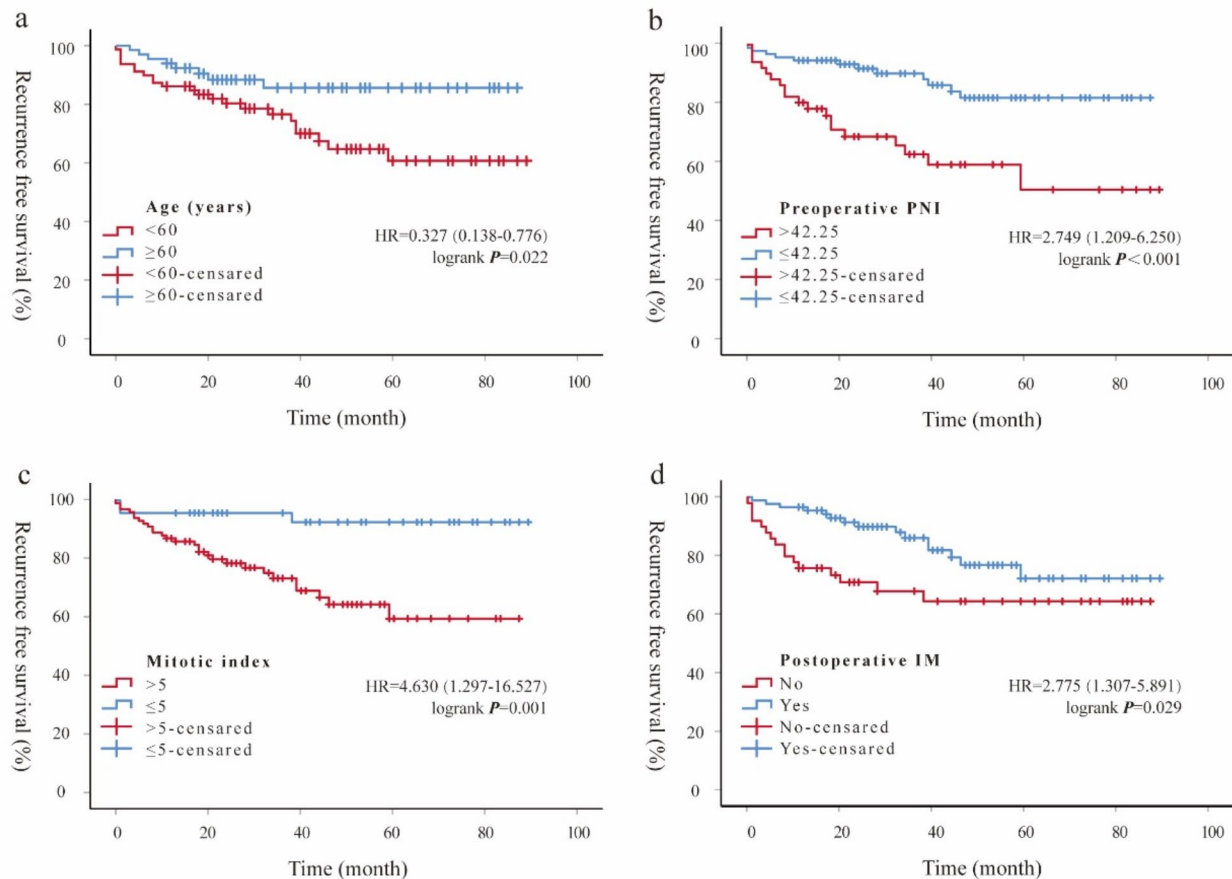 a
100
80
60
40
20
0
Recurrence free survival (%)
Age (years)
<60
≥60
<60-censared
≥60-censared
HR=0.327 (0.138-0.776)
logrank P=0.022
0 20 40 60 80 100
Time (month)
b
100
80
60
40
20
0
Recurrence free survival (%)
Preoperative PNI
>42.25
≤42.25
>42.25-censared
≤42.25-censared
HR=2.749 (1.209-6.250)
logrank P<0.001
0 20 40 60 80 100
Time (month)
c
100
80
60
40
20
0
Recurrence free survival (%)
Mitotic index
>5
≤5
>5-censared
≤5-censared
HR=4.630 (1.297-16.527)
logrank P=0.001
0 20 40 60 80 100
Time (month)
d
100
80
60
40
20
0
Recurrence free survival (%)
Postoperative IM
No
Yes
No-censared
Yes-censared
HR=2.775 (1.307-5.891)
logrank P=0.029
0 20 40 60 80 100
Time (month)